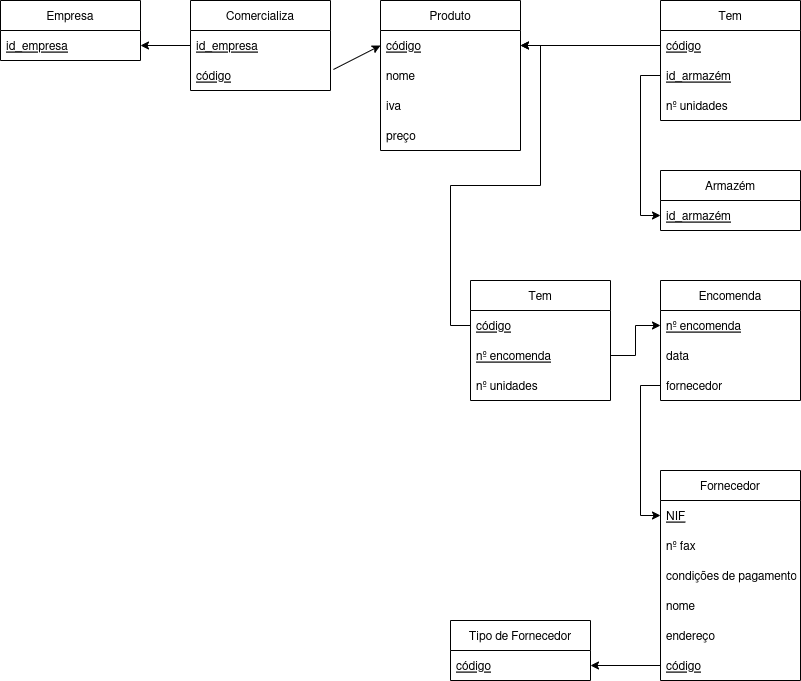 Empresa
id_empresa
Comercializa
id_empresa
código
Produto
código
nome
iva
preço
Tem
código
id_armazém
nº unidades
Armazém
id_armazém
Tem
código
nº encomenda
nº unidades
Encomenda
nº encomenda
data
fornecedor
Fornecedor
NIF
nº fax
condições de pagamento
nome
endereço
código
Tipo de Fornecedor
código